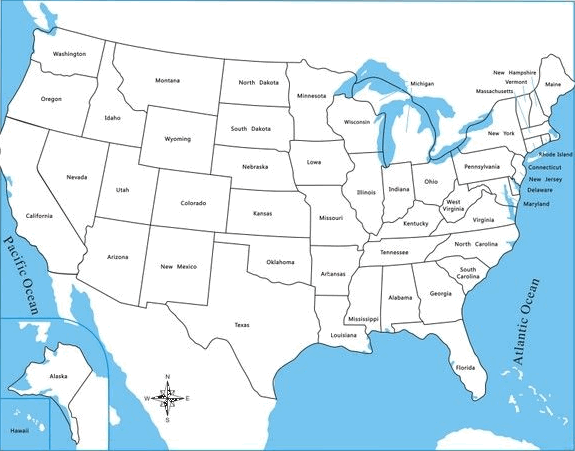 Washington
Montana
North Dakota
Minnesota
Michigan
New Hampshire
Vermont
Massachusetts
Maine
Oregon
Idaho
Wyoming
South Dakota
Wisconsin
New York
Rhode Island
Connecticut
New Jersey
Delaware
Maryland
Nevada
Utah
Colorado
Nebraska
Iowa
Illinois
Indiana
Ohio
Pennsylvania
West
Virginia
Virginia
California
Kansas
Missouri
Kentucky
Arizona
New Mexico
Oklahoma
Arkansas
Tennessee
North Carolina
South
Carolina
Texas
Louisiana
Mississippi
Alabama
Georgia
Florida
Pacific Ocean
Atlantic Ocean
Alaska
Hawaii
N
W
E
S